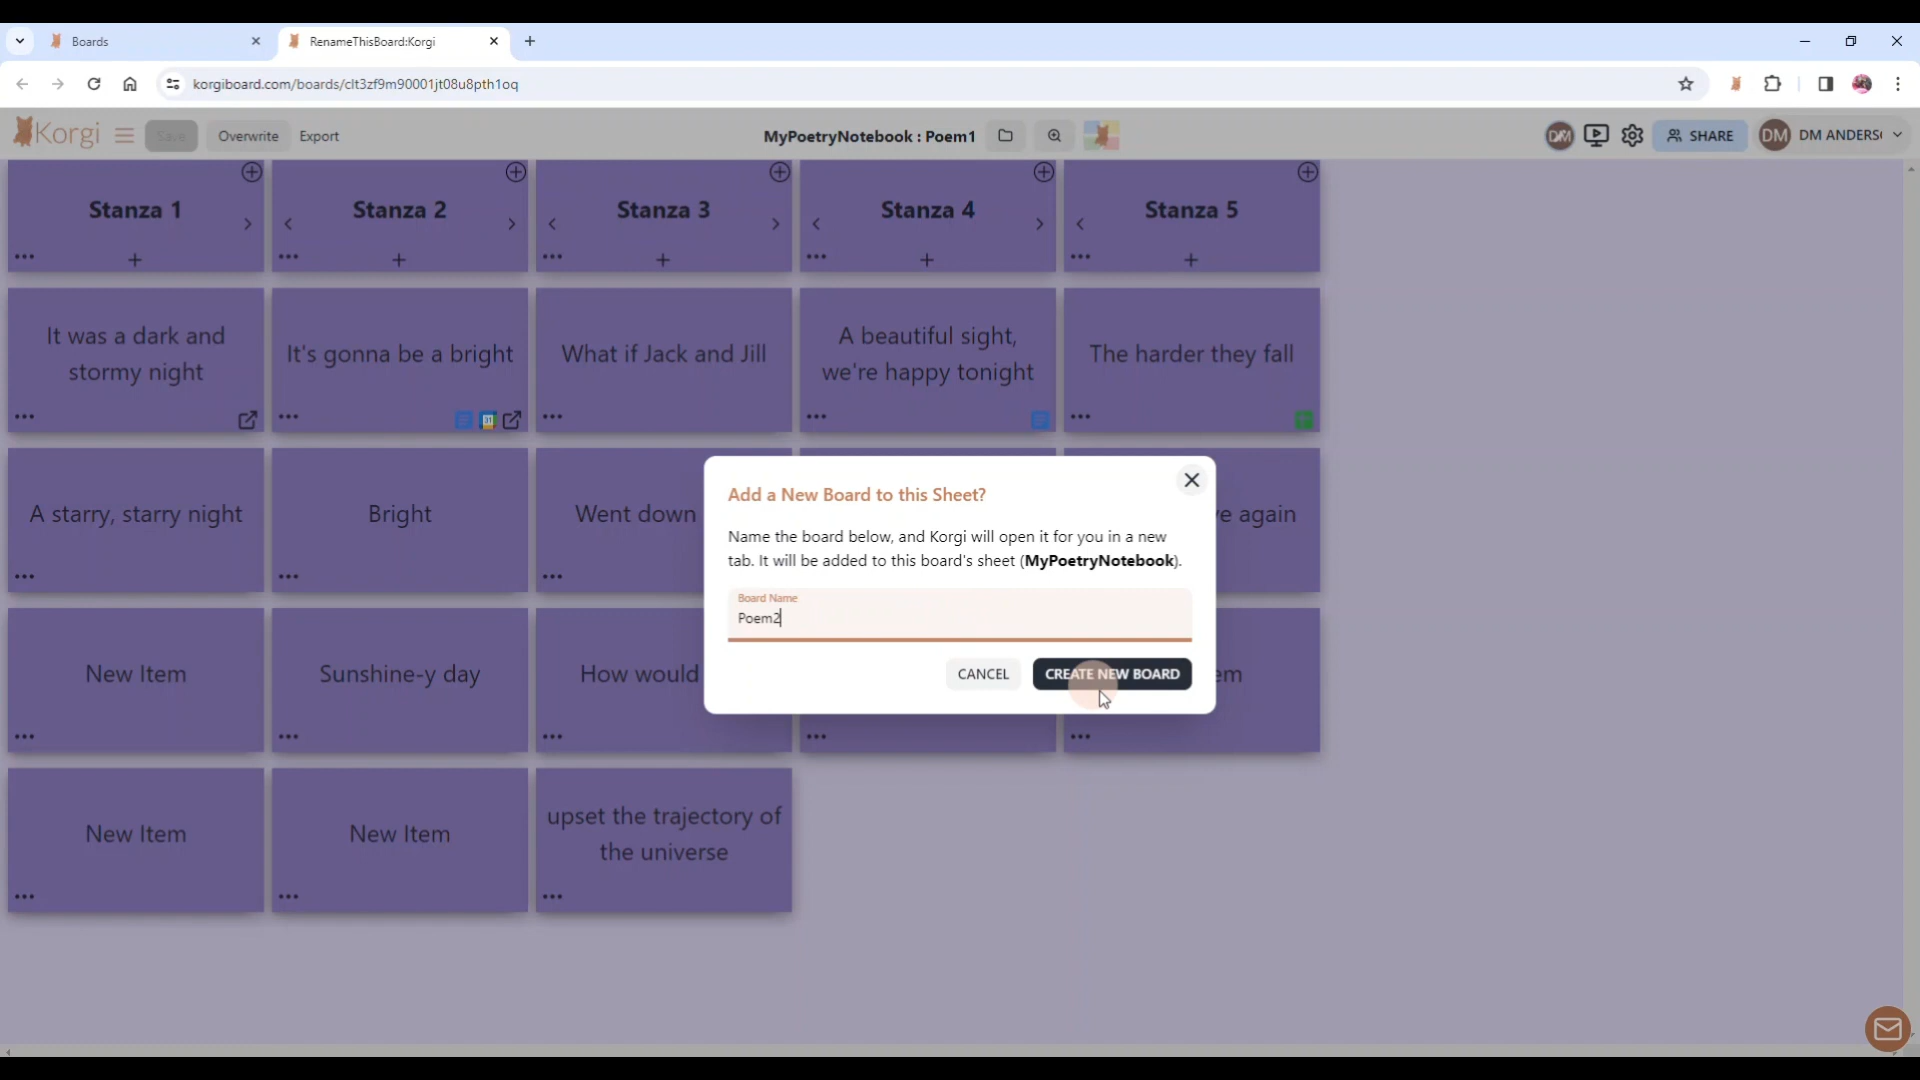 Boards
RenameThisBoard:Korgi
korgiboard.com/boards/clt3zf9m90001jt08u8pth1oq
Korgi
Save
Overwrite
Export
MyPoetryNotebook : Poem1
DM
SHARE
DM
DM ANDERS
Stanza 1
Stanza 2
Stanza 3
Stanza 4
Stanza 5
It was a dark and
stormy night
It's gonna be a bright
31
What if Jack and Jill
A beautiful sight,
we're happy tonight
The harder they fall
A starry, starry night
Bright
Went down
e again
New Item
Sunshine-y day
How would
em
New Item
New Item
upset the trajectory of
the universe
Add a New Board to this Sheet?
Name the board below, and Korgi will open it for you in a new
tab. It will be added to this board's sheet (MyPoetryNotebook).
Board Name
Poem2
CANCEL
CREATE NEW BOARD